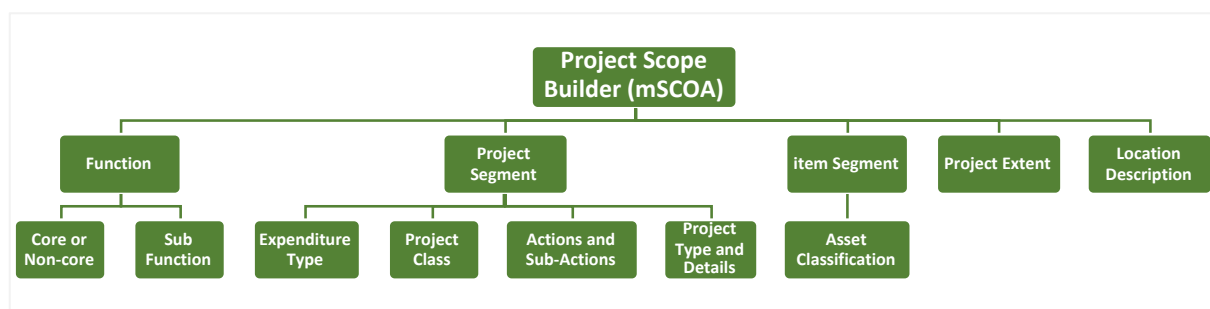 Project Scope
Builder (mSCOA)
Function
Project
Segment
item Segment
Project Extent
Location
Description
Core or
Non-core
Sub
Function
Expenditure
Type
Project
Class
Actions and
Sub-Actions
Project
Type and
Details
Asset
Classification